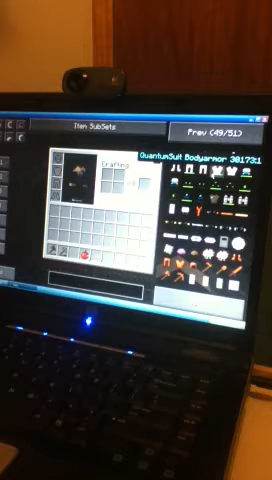 Item SubSets
Prev (49/51)
QuantumSuit Bodyarmor 30173:1
Crafting